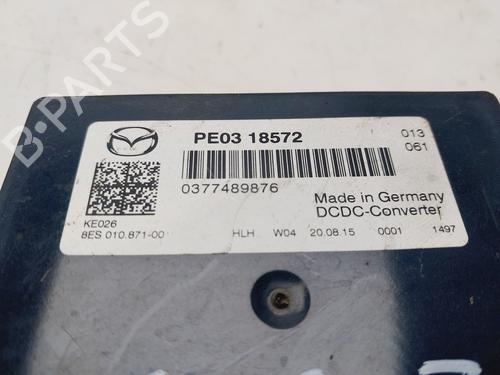 PE03 18572
013
061
0377489876
Made in Germany
DCDC-Converter
KE026
8ES 010.871-00 HLH W04 20.08.15 0001 1497